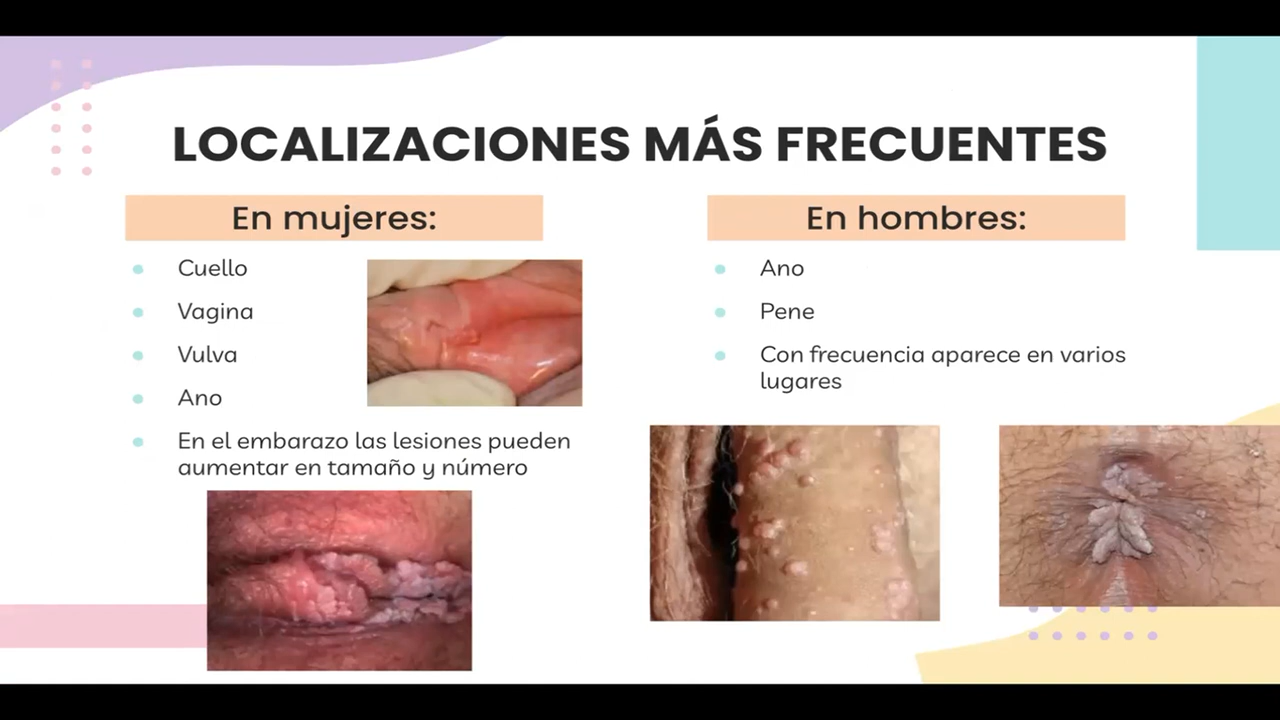 LOCALIZACIONES MÁS FRECUENTES
En mujeres:
Cuello
Vagina
Vulva
Ano
En el embarazo las lesiones pueden
aumentar en tamaño y número
En hombres:
Ano
Pene
Con frecuencia aparece en varios
lugares